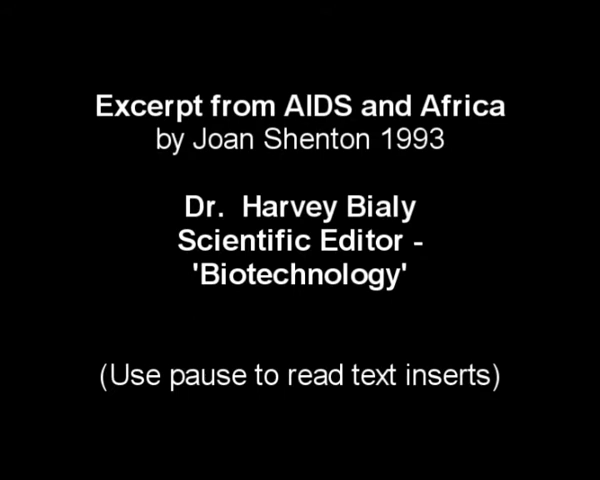 Excerpt from AIDS and Africa
by Joan Shenton 1993
Dr.  Harvey Bialy
Scientific Editor -
'Biotechnology'
(Use pause to read text inserts)